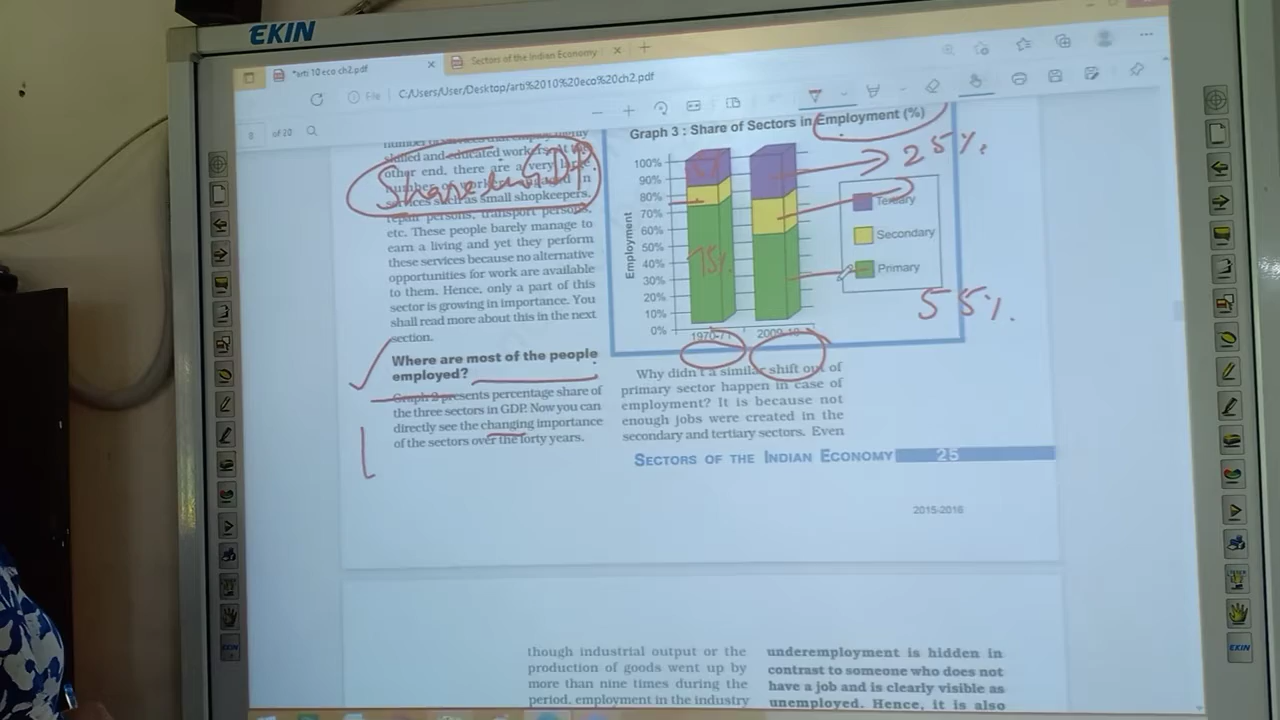 EKIN
*arti 10 eco ch2.pdf
Sectors of the Indian Economy
File
C:/Users/User/Desktop/arti%2010%20eco%20ch2.pdf
8 of 20
skilled and educated workers. At the
other end, there are a very large
services such as small shopkeepers,
repair persons, transport persons,
etc. These people barely manage to
earn a living and yet they perform
these services because no alternative
opportunities for work are available
to them. Hence, only a part of this
sector is growing in importance. You
shall read more about this in the next
section.
Share in GDP
Where are most of the people
employed?
Graph 2 presents percentage share of
the three sectors in GDP. Now you can
directly see the changing importance
of the sectors over the forty years.
Graph 3 : Share of Sectors in Employment (%)
Employment
100%
90%
80%
70%
60%
50%
40%
30%
20%
10%
0%
75%
1970-71
2009-10
25%
Tertiary
Secondary
Primary
55%
Why didn't a similar shift out of
primary sector happen in case of
employment? It is because not
enough jobs were created in the
secondary and tertiary sectors. Even
SECTORS OF THE INDIAN ECONOMY 25
2015-2016
though industrial output or the
production of goods went up by
more than nine times during the
period, employment in the industry
underemployment is hidden in
contrast to someone who does not
have a job and is clearly visible as
unemployed. Hence, it is also
EKIN
EKIN